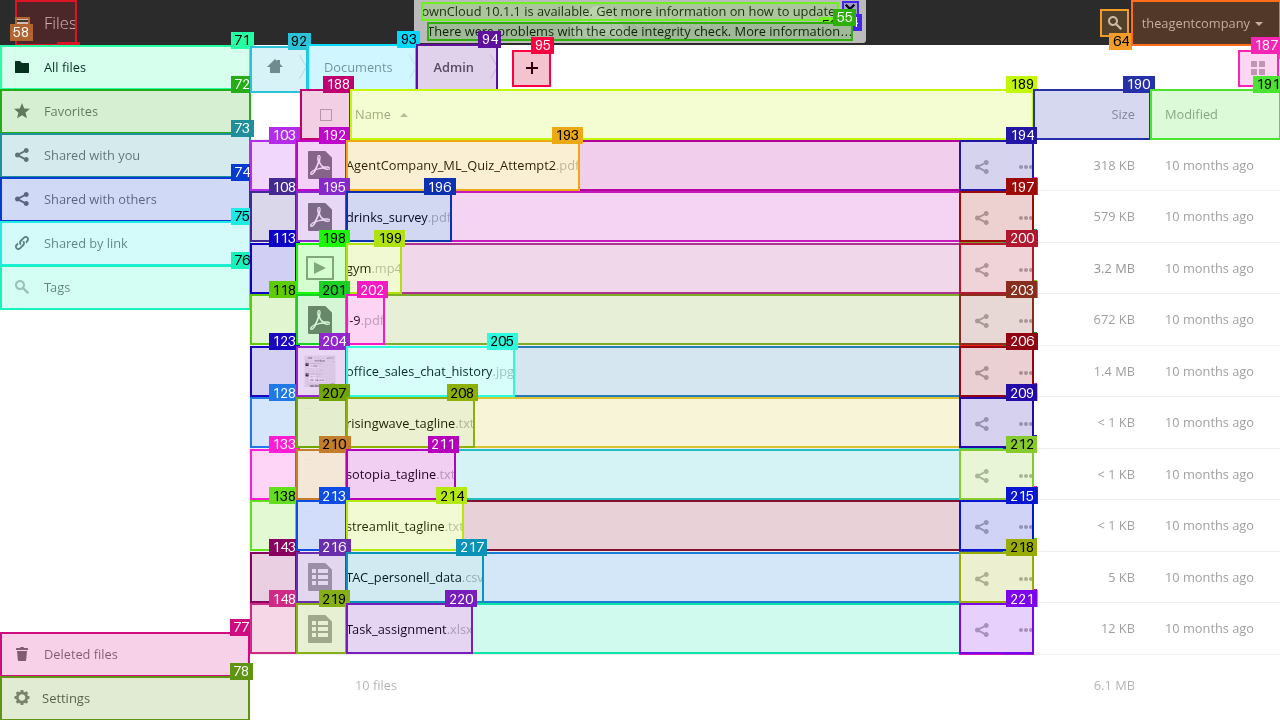 Files
ownCloud 10.1.1 is available. Get more information on how to update
There were problems with the code integrity check. More information…
theagentcompany
58
55
64
71
92
93
94
95
187
All files
Documents
Admin
+
72
188
189
190
191
Favorites
Name
Size
Modified
73
103
192
193
194
Shared with you
AgentCompany_ML_Quiz_Attempt2.pdf
318 KB
10 months ago
74
108
195
196
197
Shared with others
drinks_survey.pdf
579 KB
10 months ago
75
113
198
199
200
Shared by link
gym.mp4
3.2 MB
10 months ago
76
118
201
202
203
Tags
-9.pdf
672 KB
10 months ago
123
204
205
206
office_sales_chat_history.jpg
1.4 MB
10 months ago
128
207
208
209
risingwave_tagline.txt
< 1 KB
10 months ago
133
210
211
212
sotopia_tagline.txt
< 1 KB
10 months ago
138
213
214
215
streamlit_tagline.txt
< 1 KB
10 months ago
143
216
217
218
TAC_personell_data.csv
5 KB
10 months ago
148
219
220
221
Task_assignment.xlsx
12 KB
10 months ago
77
Deleted files
78
Settings
10 files
6.1 MB